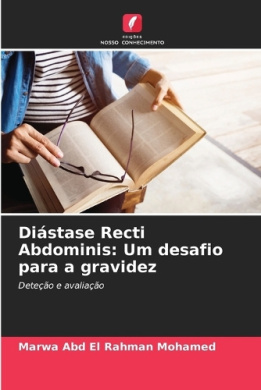 edições
NOSSO CONHECIMENTO
Diástase Recti
Abdominis: Um desafio
para a gravidez
Deteção e avaliação
Marwa Abd El Rahman Mohamed